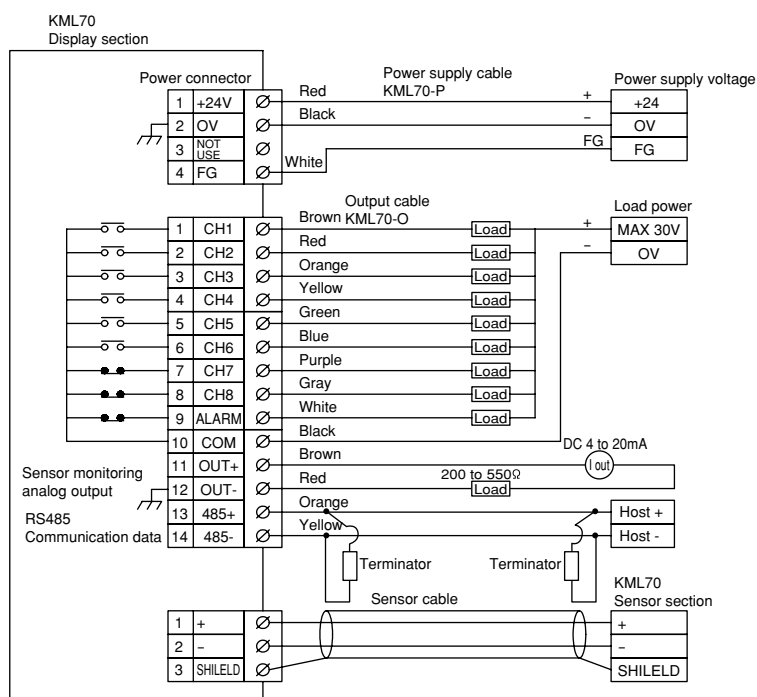 KML70
Display section
Power connector
Power supply cable
KML70-P
Power supply voltage
1 +24V Red + +24
2 OV Black − OV
3 NOT USE
4 FG White FG FG
Output cable
KML70-O
Load power
1 CH1 Brown Load + MAX 30V
2 CH2 Red Load − OV
3 CH3 Orange Load
4 CH4 Yellow Load
5 CH5 Green Load
6 CH6 Blue Load
7 CH7 Purple Load
8 CH8 Gray Load
9 ALARM White Load
10 COM Black
DC 4 to 20mA
Sensor monitoring
analog output
11 OUT+ Brown I out
12 OUT- Red 200 to 550Ω Load
RS485
Communication data
13 485+ Orange Host +
14 485- Yellow Host -
Terminator Terminator
Sensor cable
KML70
Sensor section
1 + +
2 − −
3 SHILELD SHILELD